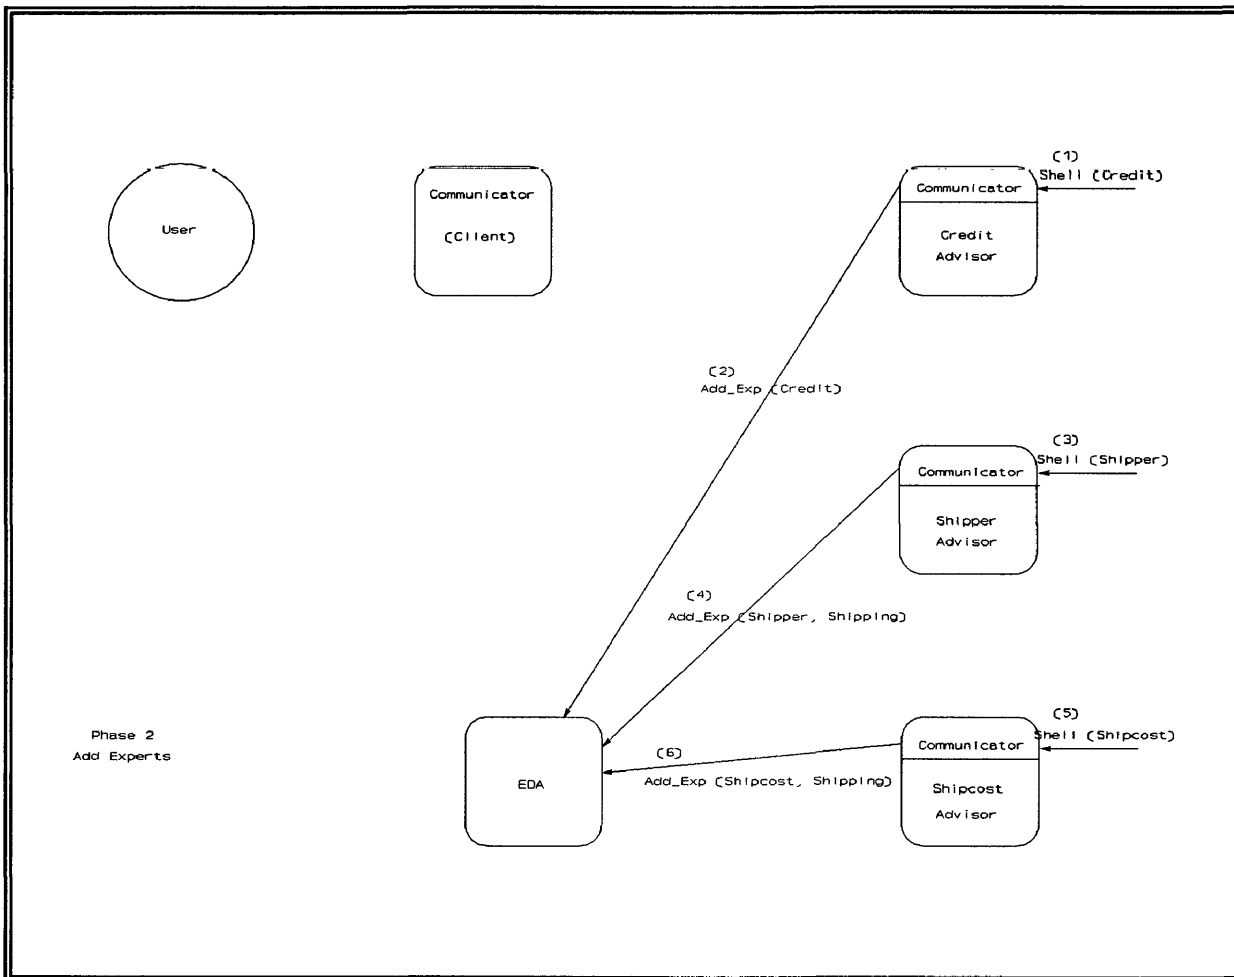 (1)
Shell (Credit)
Communicator
Credit
Advisor
User
Communicator
(Client)
(2)
Add_Exp (Credit)
(3)
Shell (Shipper)
Communicator
Shipper
Advisor
(4)
Add_Exp (Shipper, Shipping)
(5)
Shell (Shipcost)
Communicator
Shipcost
Advisor
(6)
Add_Exp (Shipcost, Shipping)
EDA
Phase 2
Add Experts